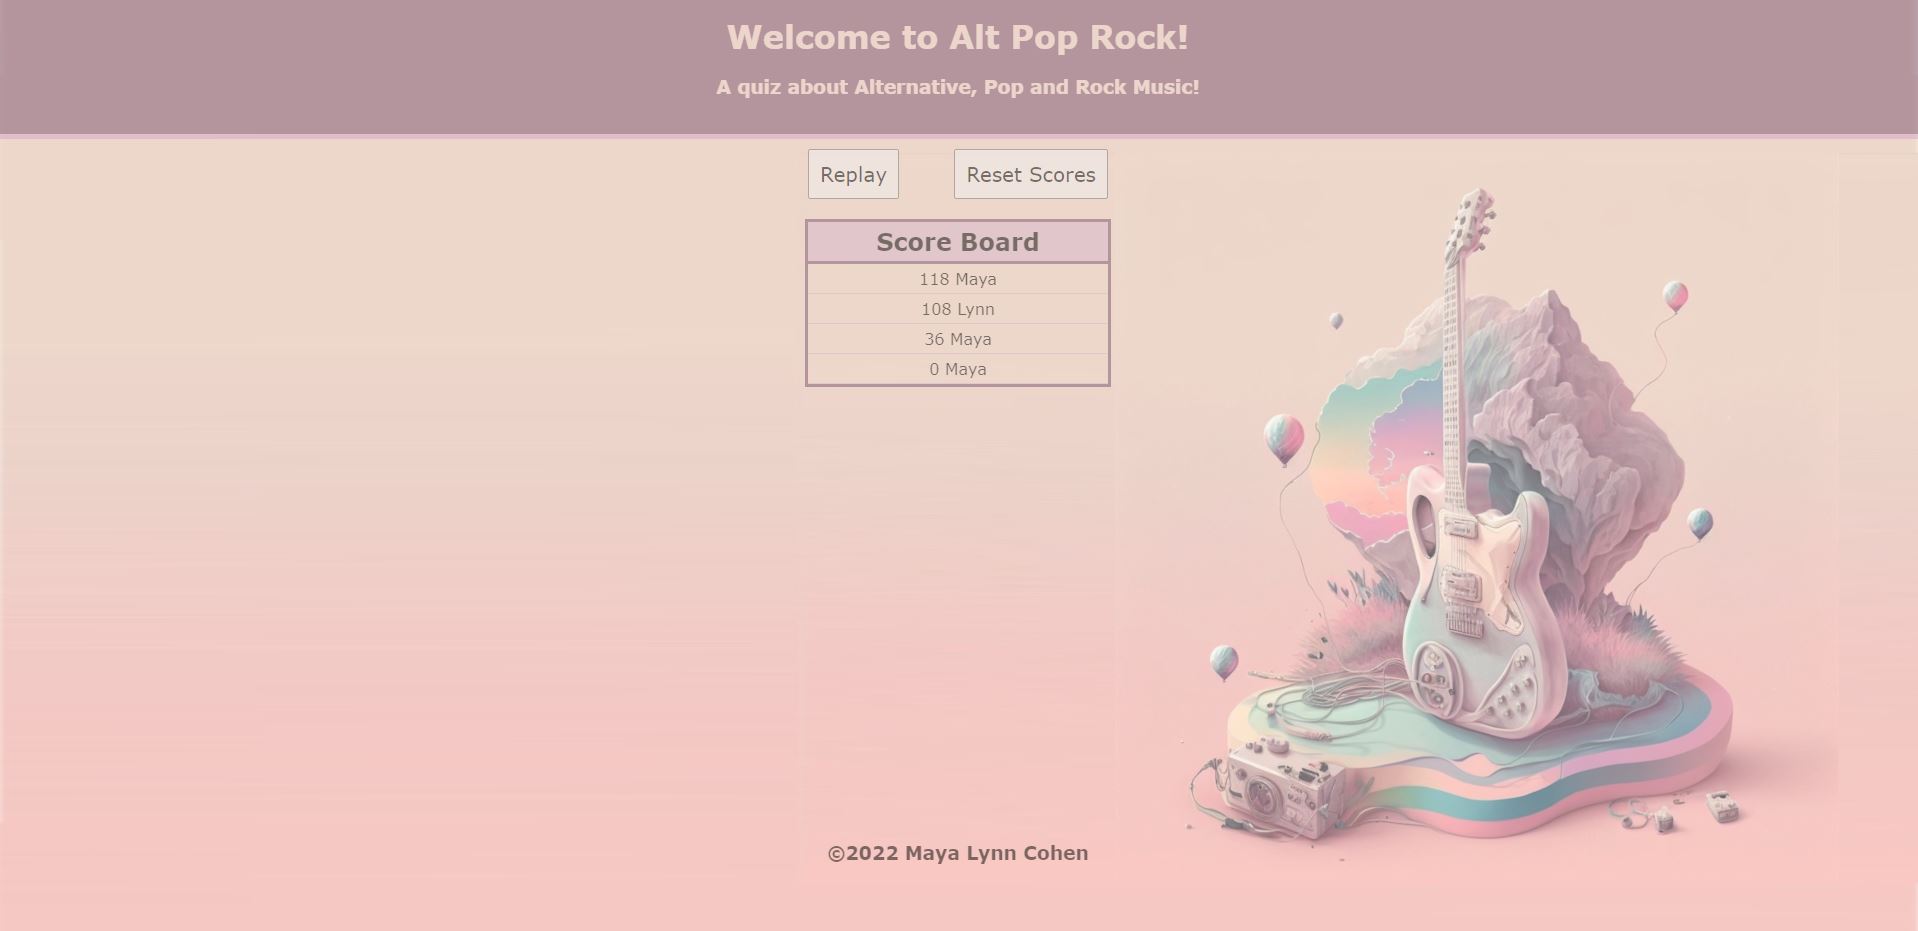 Welcome to Alt Pop Rock!
A quiz about Alternative, Pop and Rock Music!
Replay
Reset Scores
Score Board
118 Maya
108 Lynn
36 Maya
0 Maya
©2022 Maya Lynn Cohen